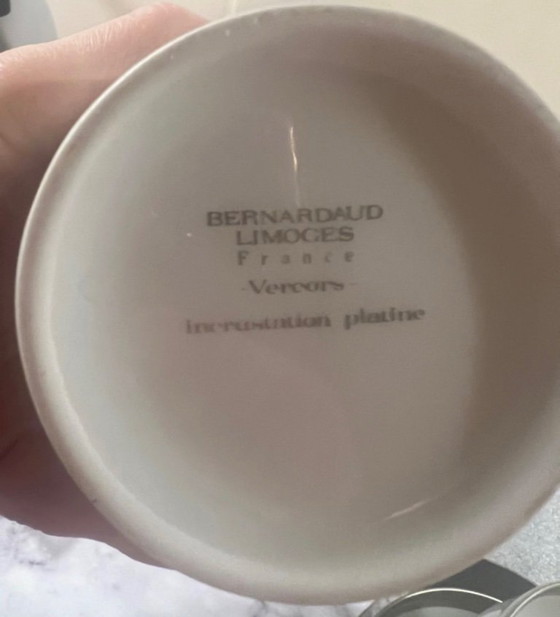 BERNARDAUD
LIMOGES
France
-Vercors-
incrustation platine